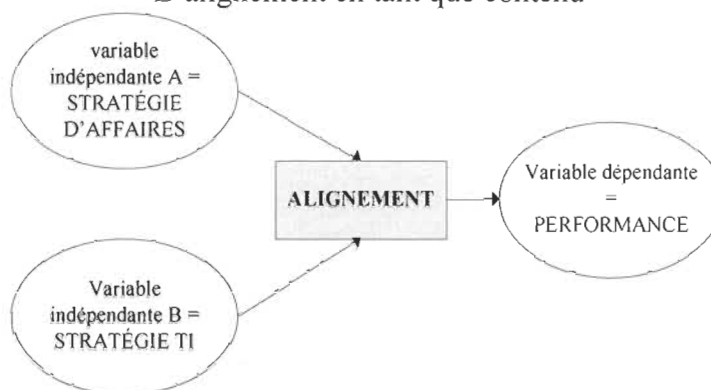 L'alignement en tant que contenu
variable
indépendante A =
STRATÉGIE
D'AFFAIRES
ALIGNEMENT
Variable dépendante
=
PERFORMANCE
Variable
indépendante B =
STRATÉGIE TI